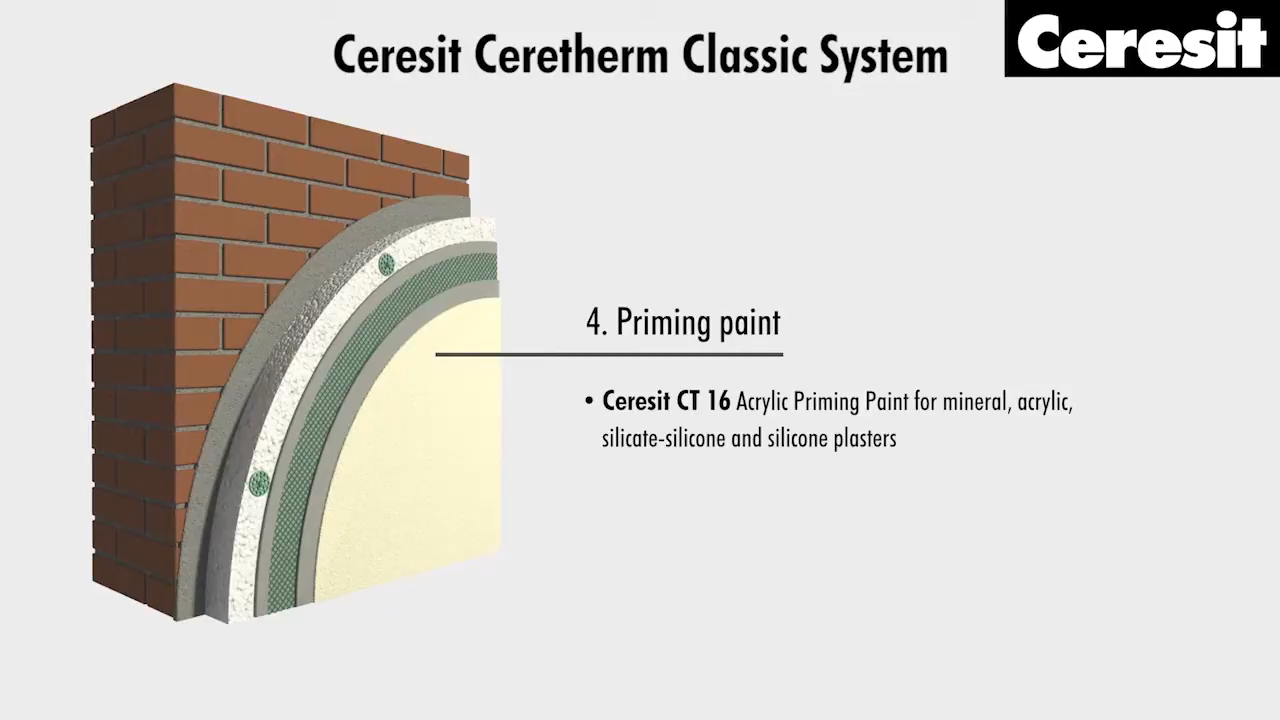 Ceresit Ceretherm Classic System
Ceresit
4. Priming paint
• Ceresit CT 16 Acrylic Priming Paint for mineral, acrylic,
silicate-silicone and silicone plasters